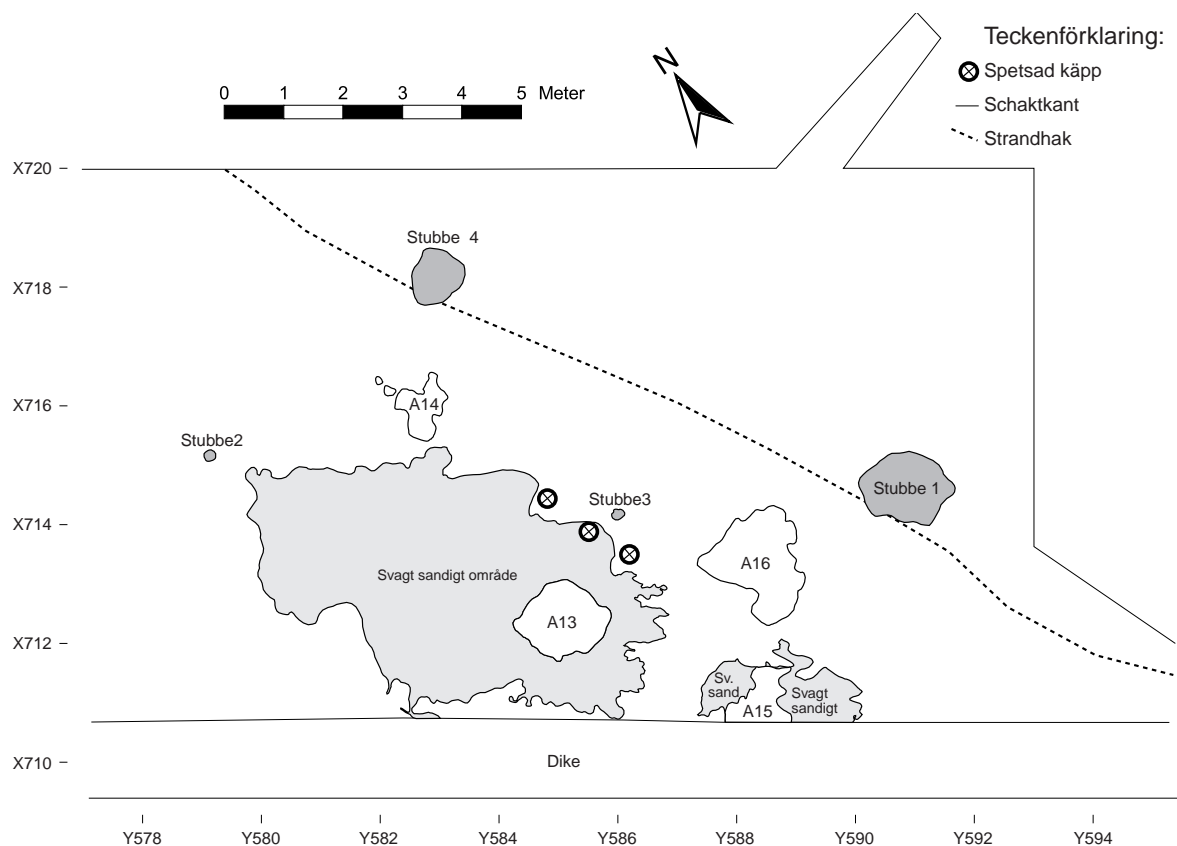 Teckenförklaring:
Spetsad käpp
Schaktkant
Strandhak
N
0 1 2 3 4 5 Meter
X720
X718
X716
X714
X712
X710
Stubbe 4
A14
Stubbe2
Stubbe3
Stubbe 1
A16
Svagt sandigt område
A13
Sv.
sand
A15
Svagt
sandigt
Dike
Y578 Y580 Y582 Y584 Y586 Y588 Y590 Y592 Y594